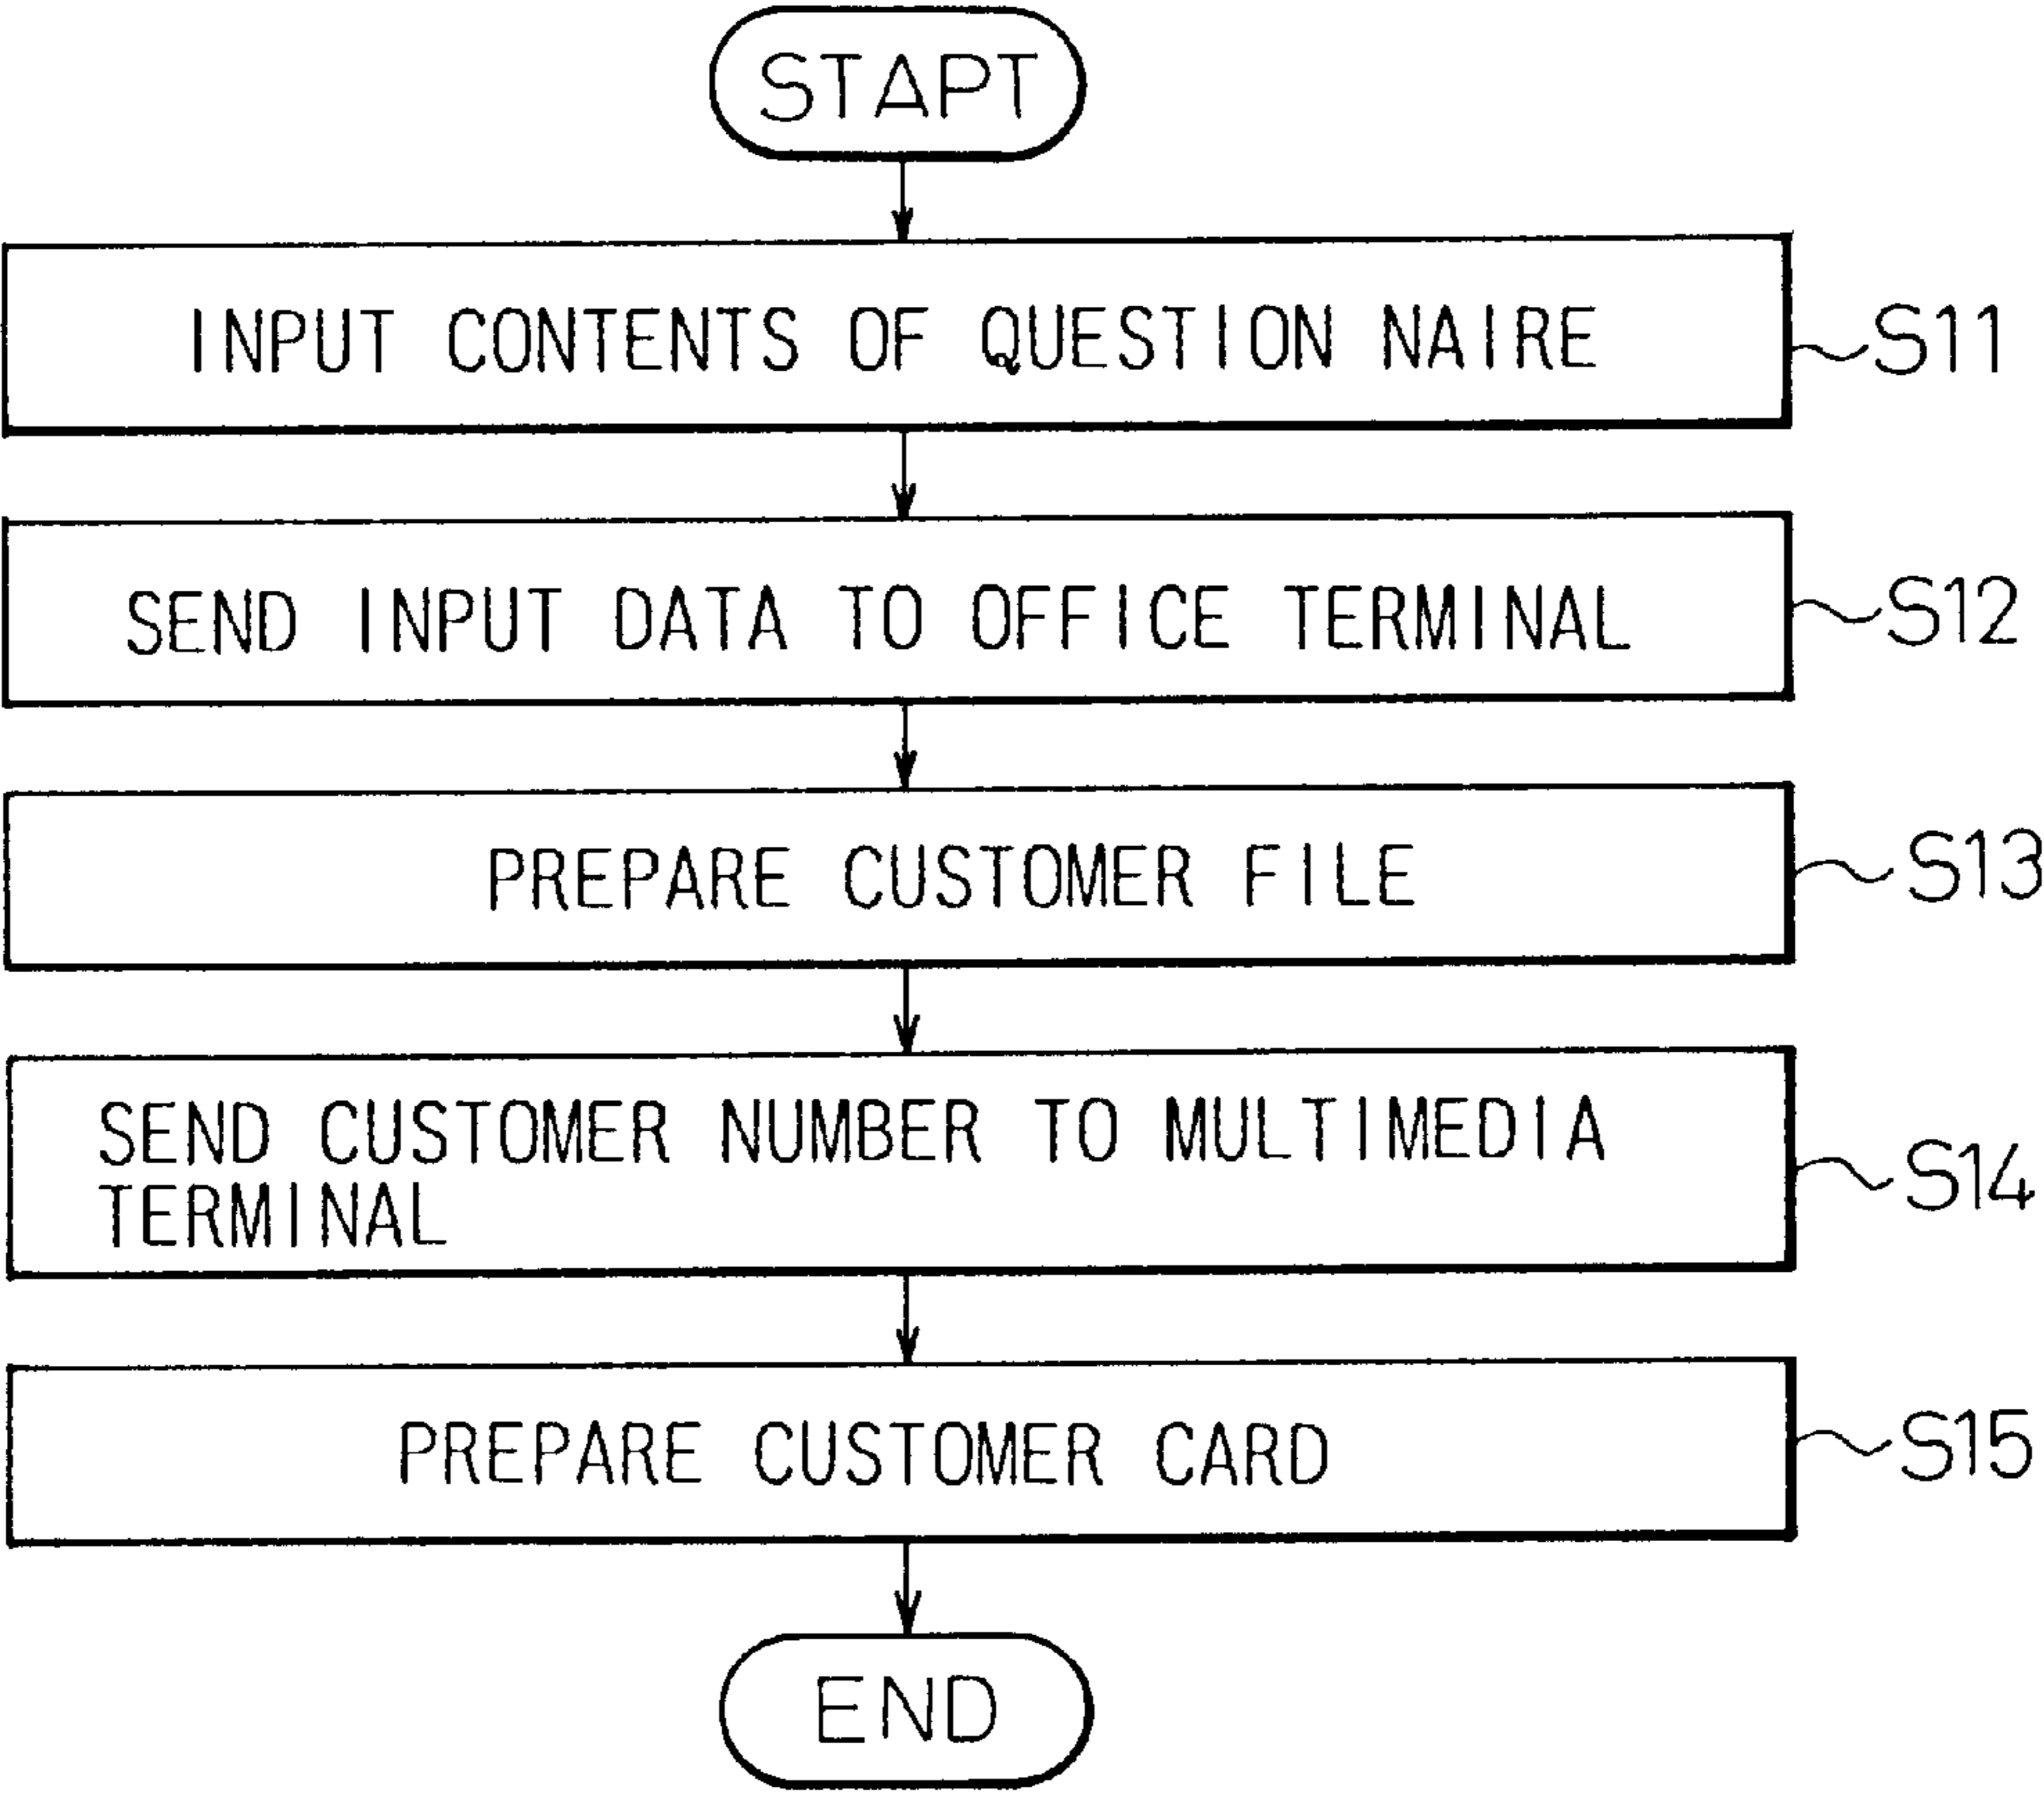 STAPT
INPUT CONTENTS OF QUESTION NAIRE
S11
SEND INPUT DATA TO OFFICE TERMINAL
S12
PREPARE CUSTOMER FILE
S13
SEND CUSTOMER NUMBER TO MULTIMEDIA
TERMINAL
S14
PREPARE CUSTOMER CARD
S15
END